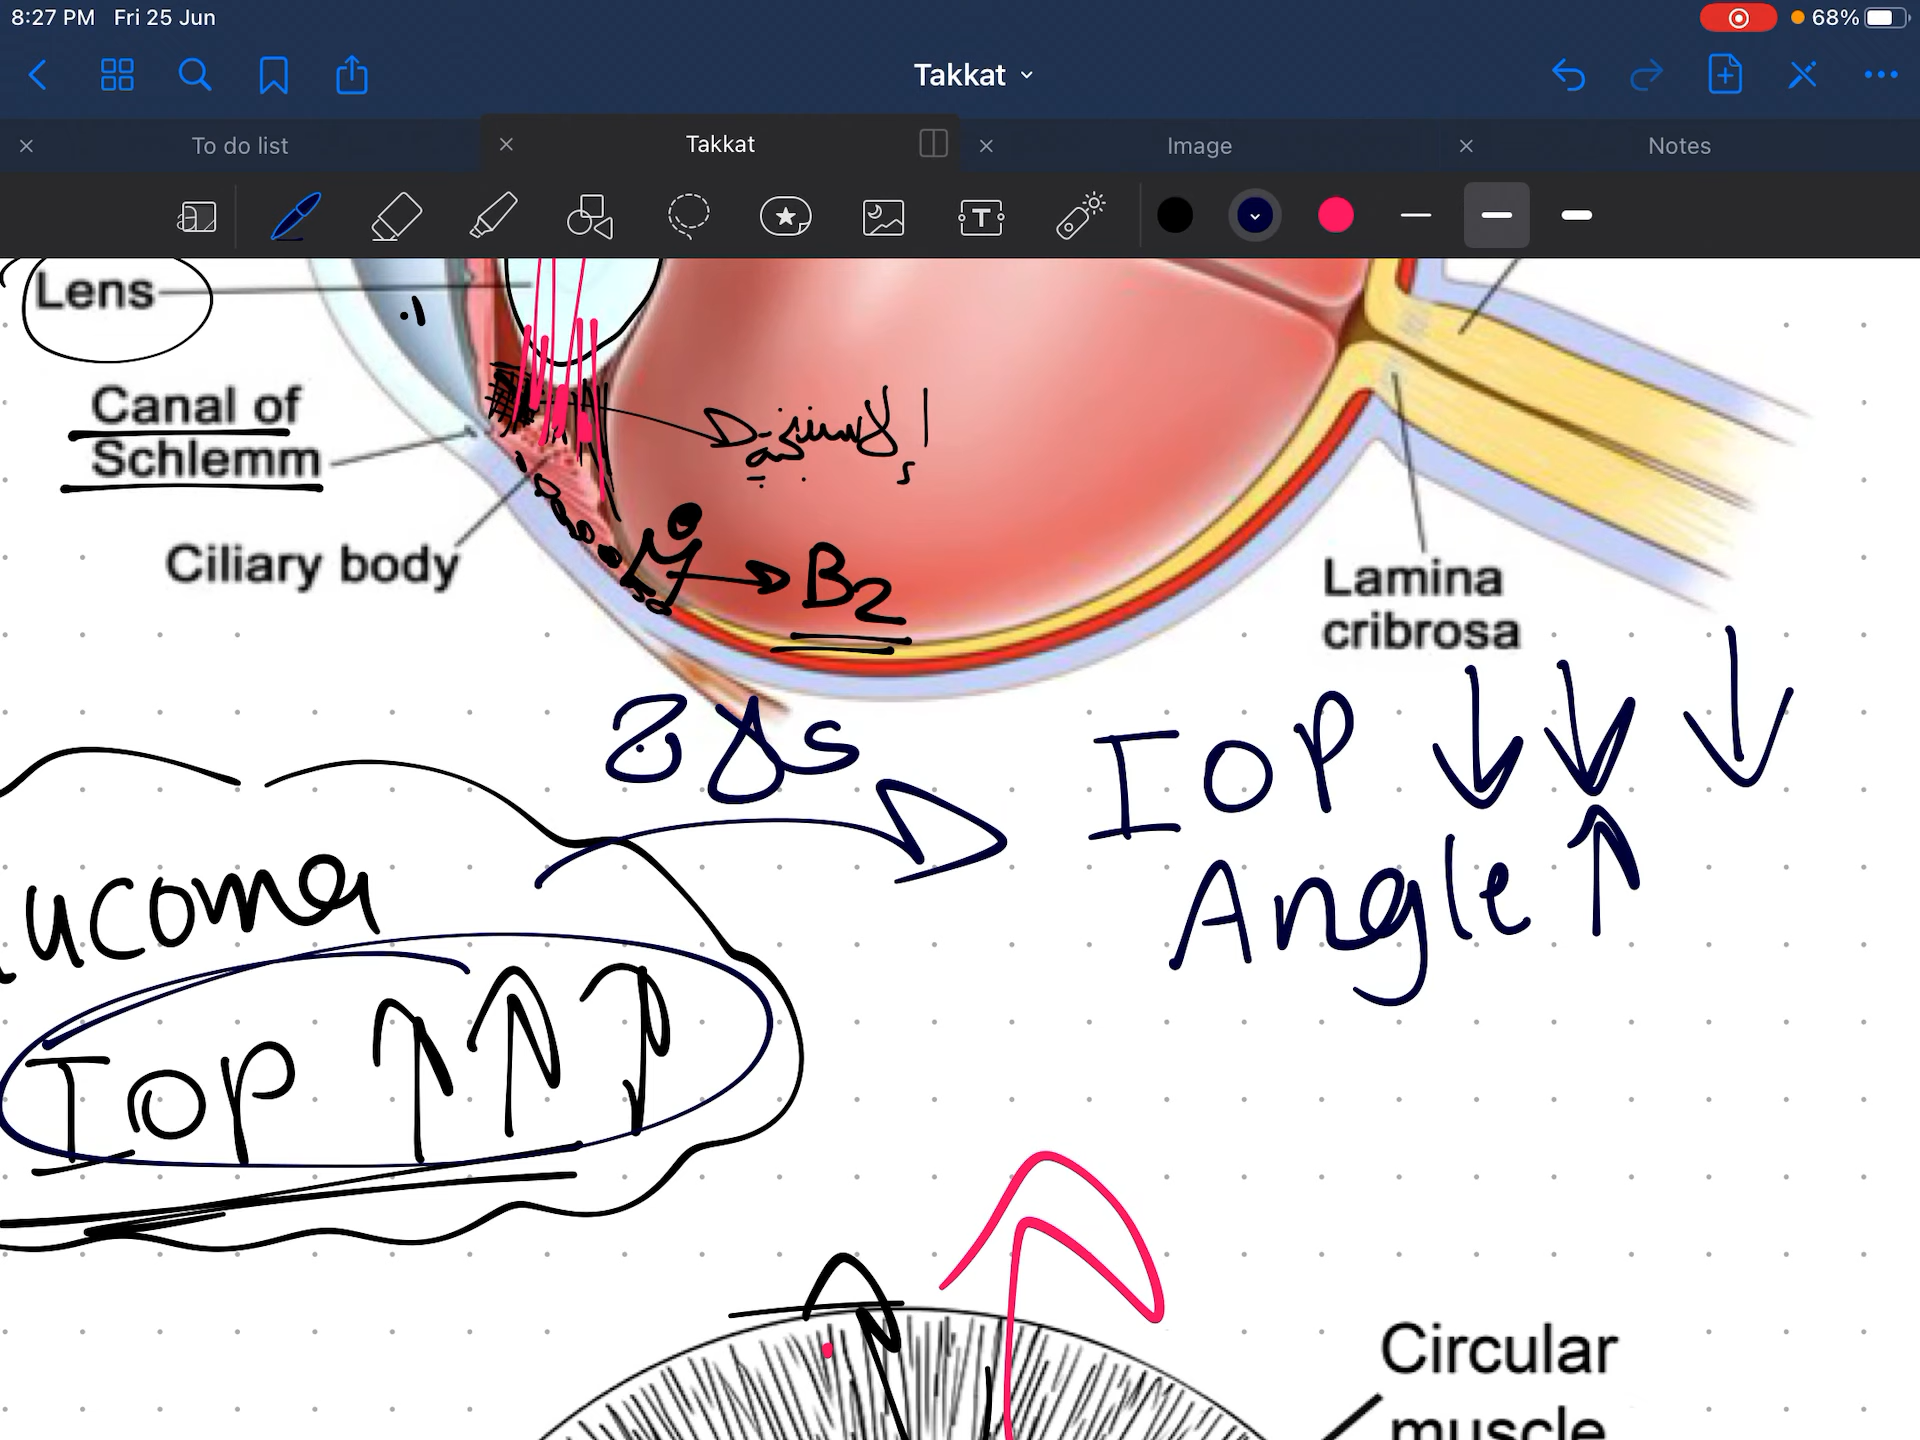 8:27 PM Fri 25 Jun
68%
Takkat
To do list
Takkat
Image
Notes
Lens
Canal of
Schlemm
Ciliary body
B2
Lamina
cribrosa
IOP ↓ ↓ ↓
Angle ↑
ucoma
IOP ↑ ↑ ↑
Circular
muscle